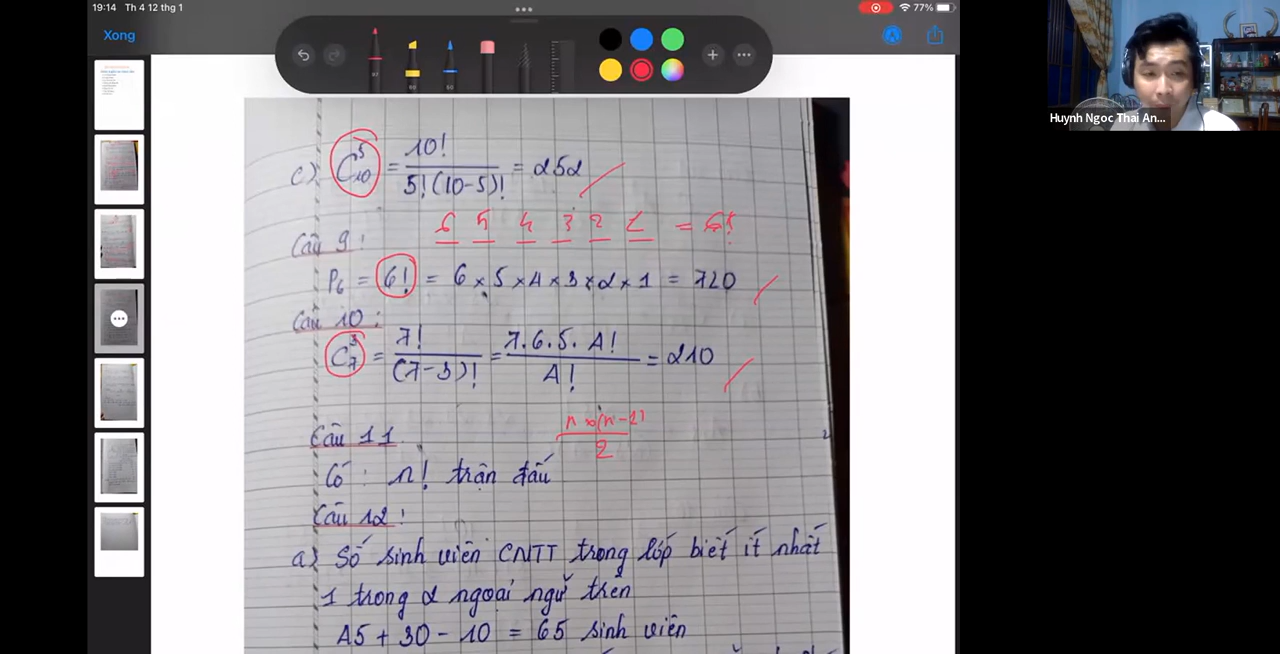 19:14 Th 4 12 thg 1
77%
Xong
Huynh Ngoc Thai An...
c) C⁵₁₀ = 10! / 5!(10-5)! = 252
6 5 4 3 2 1 = 6!
Câu 9:
P₆ = 6! = 6 × 5 × 4 × 3 × 2 × 1 = 720
Câu 10:
C³₇ = 7! / (7-3)! = 7.6.5.4! / 4! = 210
n × (n-1) / 2
Câu 11
Có: n! trận đấu
Câu 12:
a) Số sinh viên CNTT trong lớp biết ít nhất
1 trong 2 ngoại ngữ trên
45 + 30 - 10 = 65 sinh viên